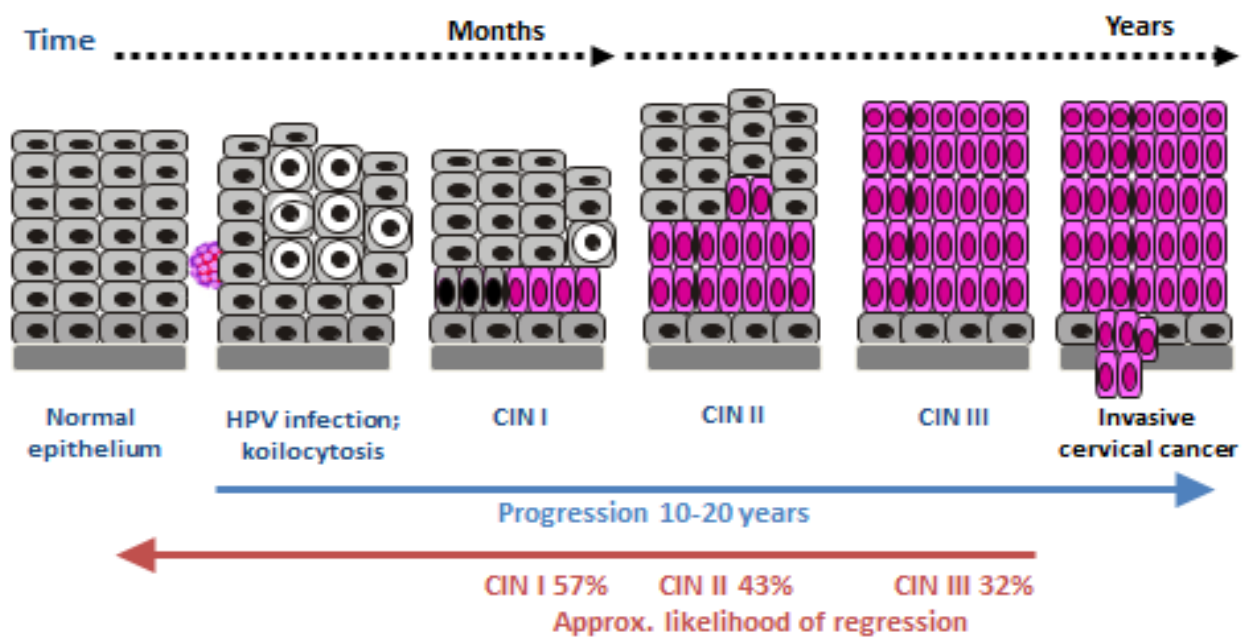 Time
Months
Years
Normal
epithelium
HPV infection;
koilocytosis
CIN I
CIN II
CIN III
Invasive
cervical cancer
Progression 10-20 years
CIN I 57%
CIN II 43%
CIN III 32%
Approx. likelihood of regression